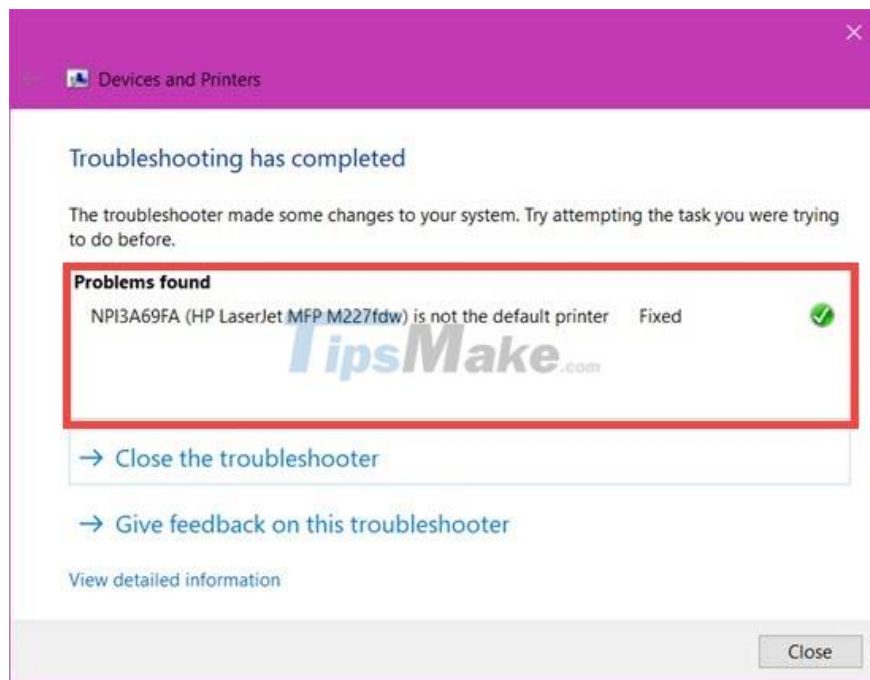 Devices and Printers
Troubleshooting has completed
The troubleshooter made some changes to your system. Try attempting the task you were trying
to do before.
Problems found
NPI3A69FA (HP LaserJet MFP M227fdw) is not the default printer Fixed
TipsMake.com
→ Close the troubleshooter
→ Give feedback on this troubleshooter
View detailed information
Close